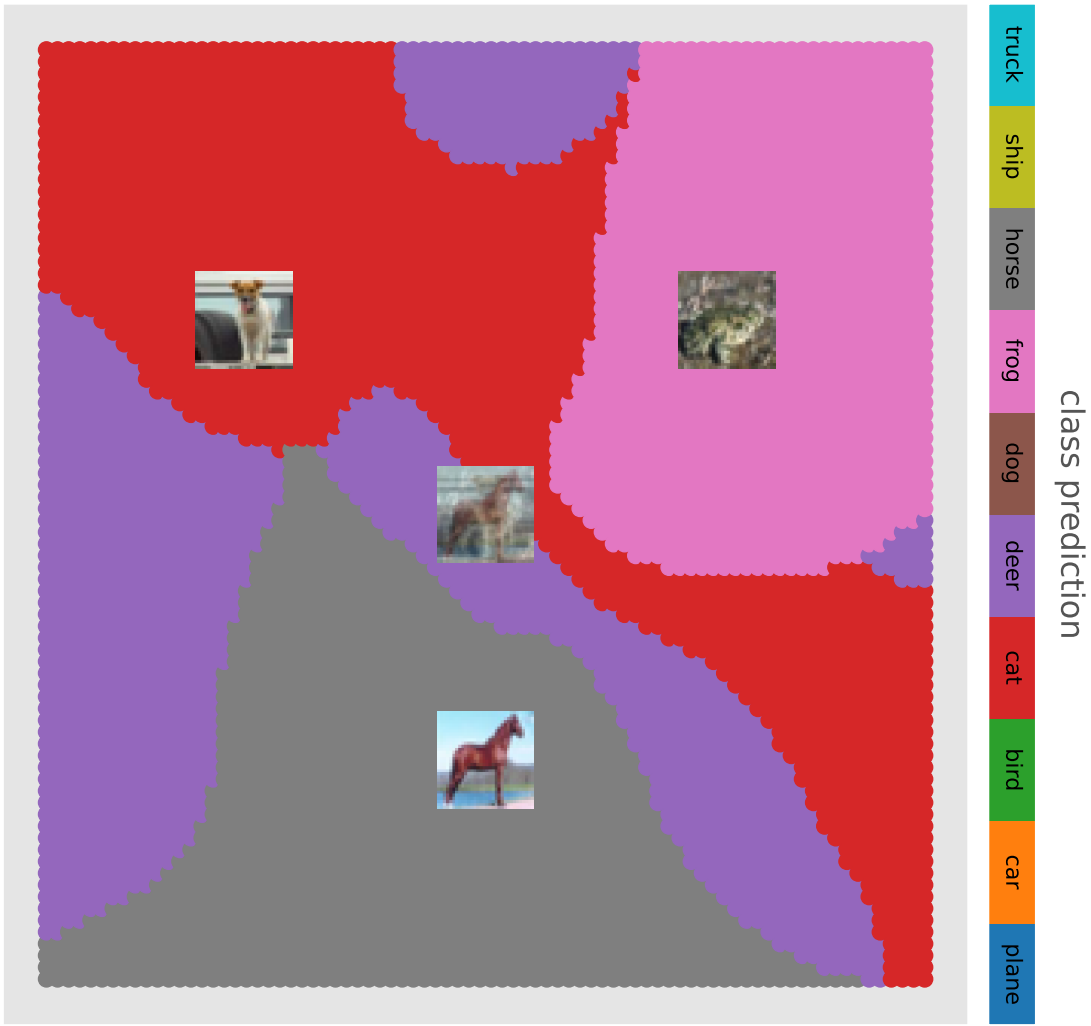 truck
ship
horse
frog
dog
deer
cat
bird
car
plane
class prediction